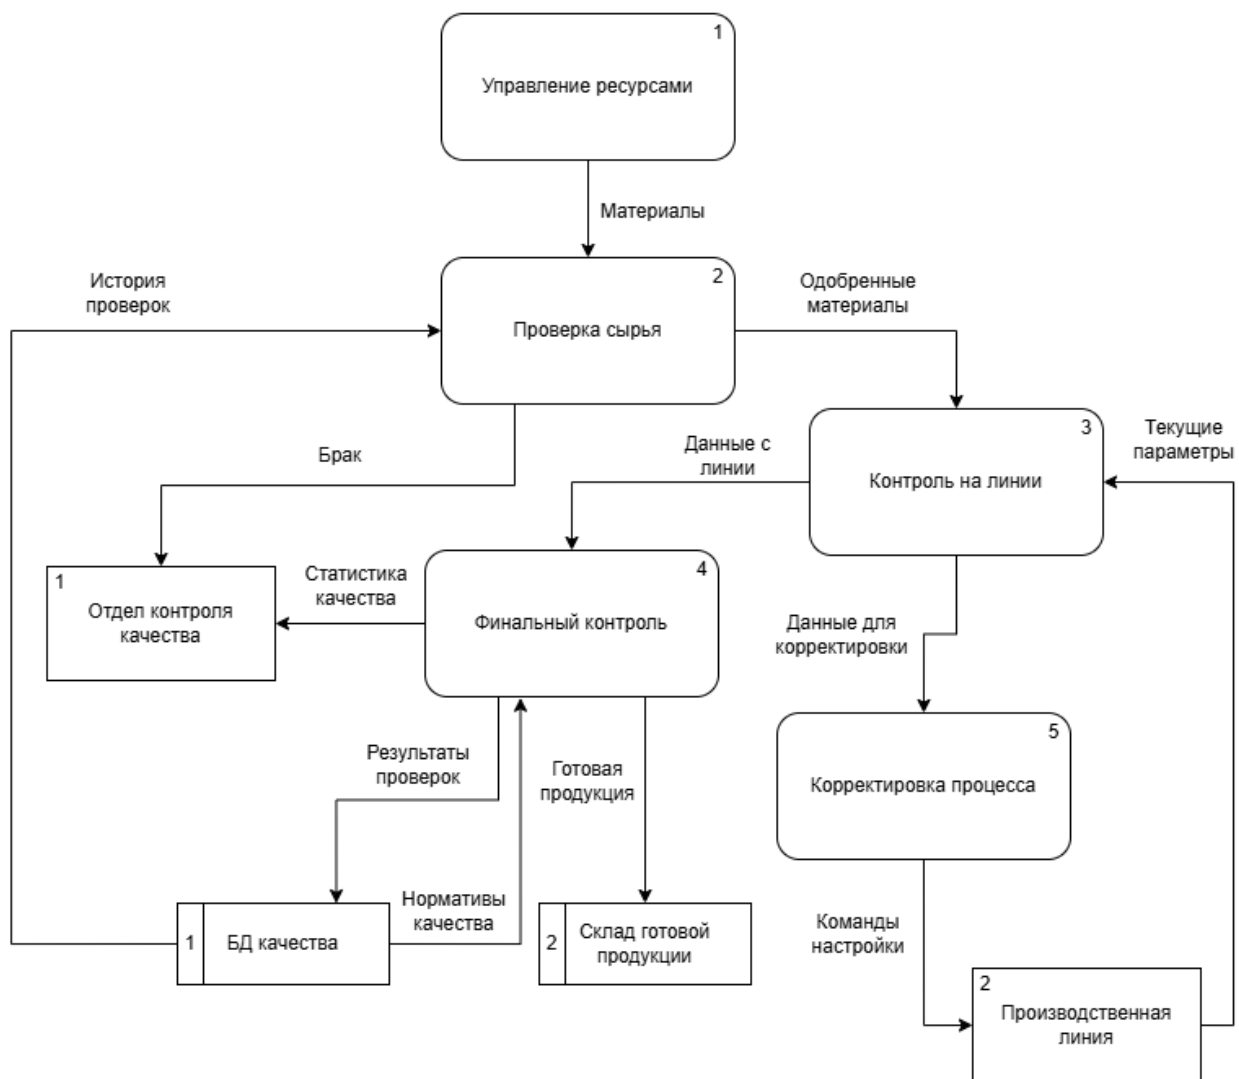 1
Управление ресурсами
Материалы
История
проверок
2
Проверка сырья
Одобренные
материалы
Брак
Данные с
линии
3
Контроль на линии
Текущие
параметры
1
Отдел контроля
качества
Статистика
качества
4
Финальный контроль
Данные для
корректировки
Результаты
проверок
Готовая
продукция
5
Корректировка процесса
1
БД качества
Нормативы
качества
2
Склад готовой
продукции
Команды
настройки
2
Производственная
линия